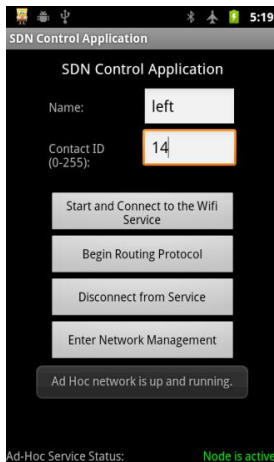 5:19
SDN Control Application
SDN Control Application
Name:
left
Contact ID
(0-255):
14
Start and Connect to the Wifi
Service
Begin Routing Protocol
Disconnect from Service
Enter Network Management
Ad Hoc network is up and running.
Ad-Hoc Service Status:
Node is active